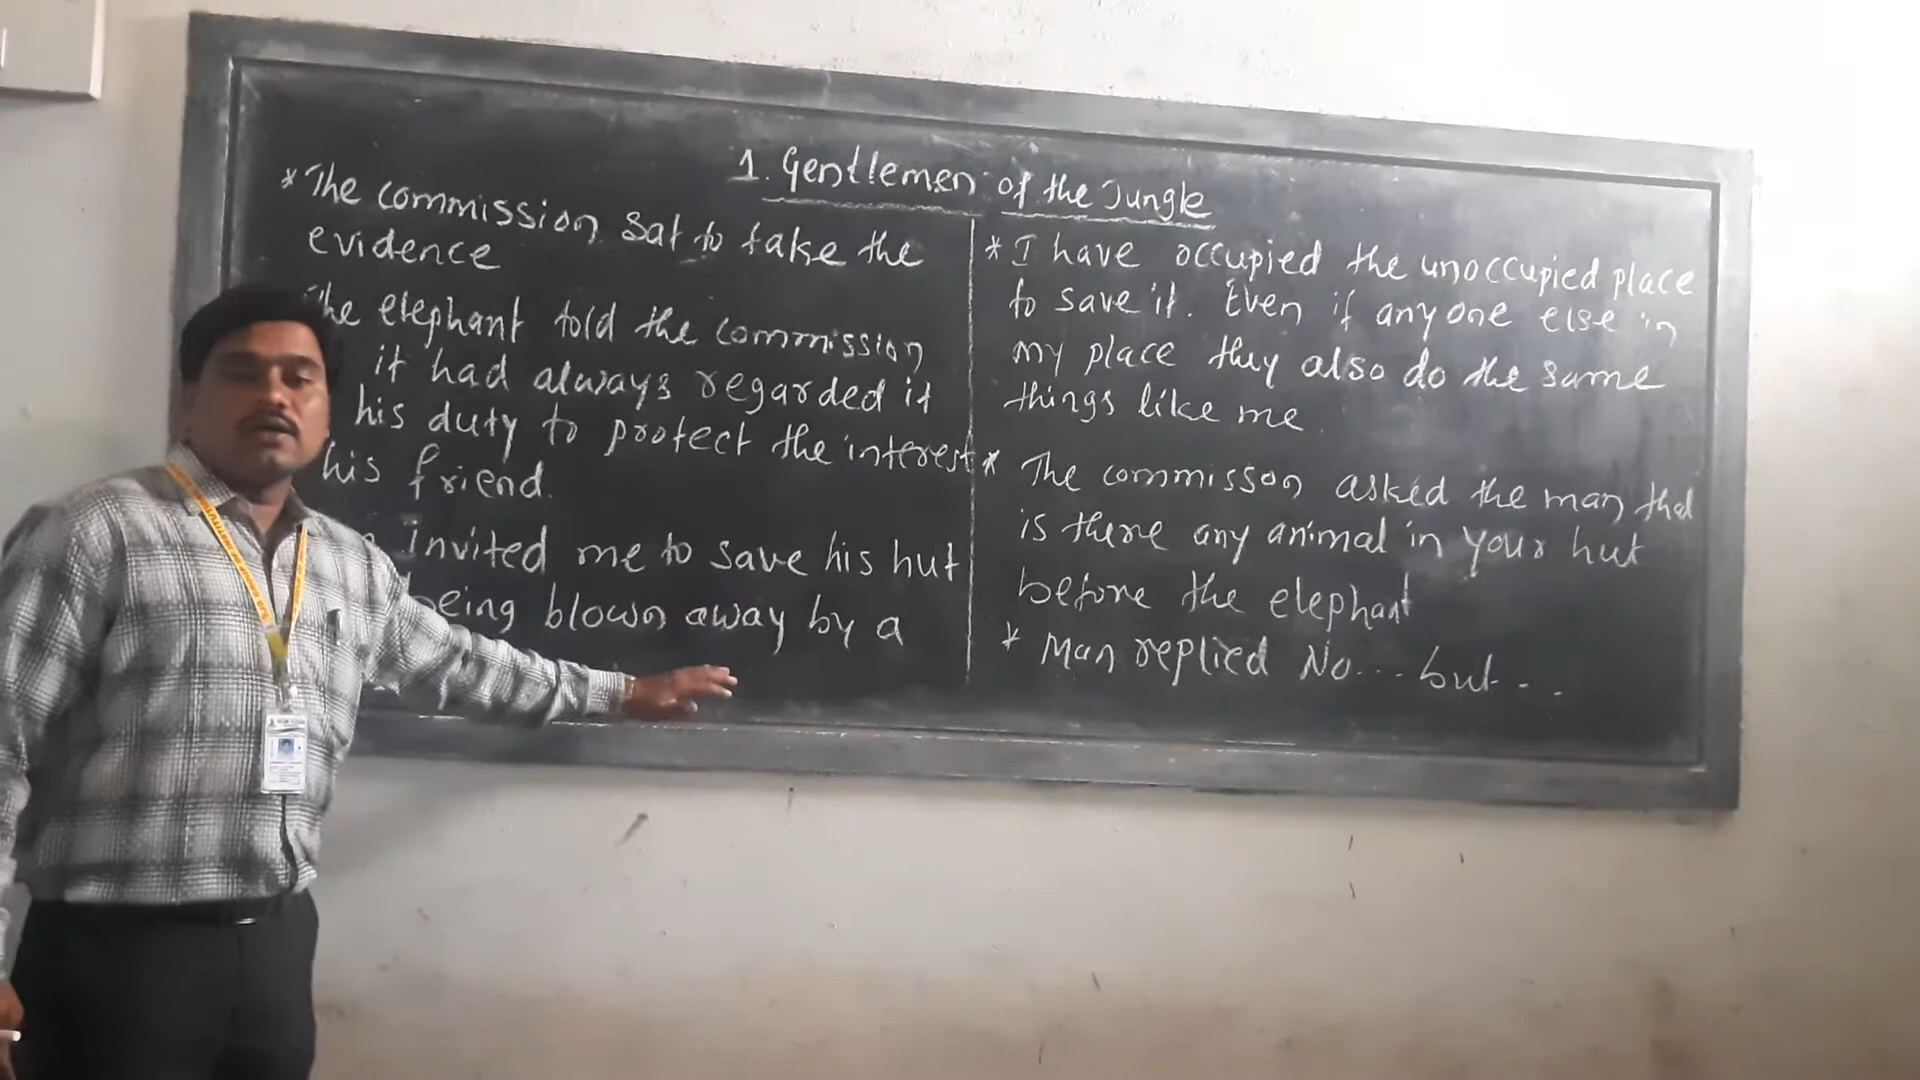 1. Gentlemen of the Jungle
* The commission sat to take the
evidence
The elephant told the commission
it had always regarded it
his duty to protect the interest
his friend.
invited me to save his hut
being blown away by a
* I have occupied the unoccupied place
to save it. Even if anyone else in
my place they also do the same
things like me.
* The commisson asked the man that
is there any animal in your hut
before the elephant
* Man replied No... but...